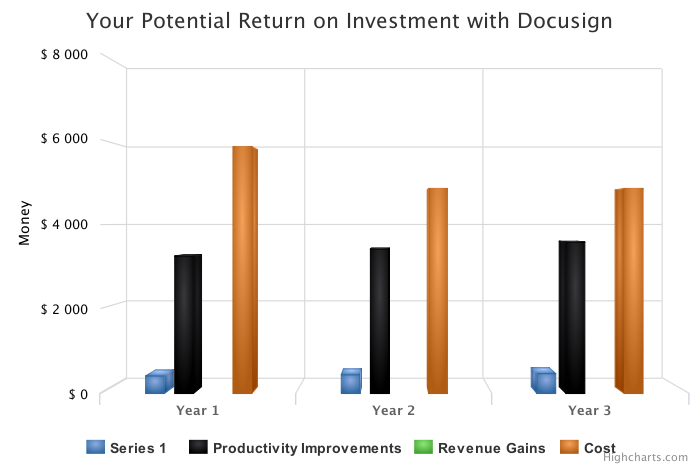 Your Potential Return on Investment with Docusign
$ 8 000
$ 6 000
$ 4 000
$ 2 000
$ 0
Money
Year 1 Year 2 Year 3
Series 1 Productivity Improvements Revenue Gains Cost
Highcharts.com